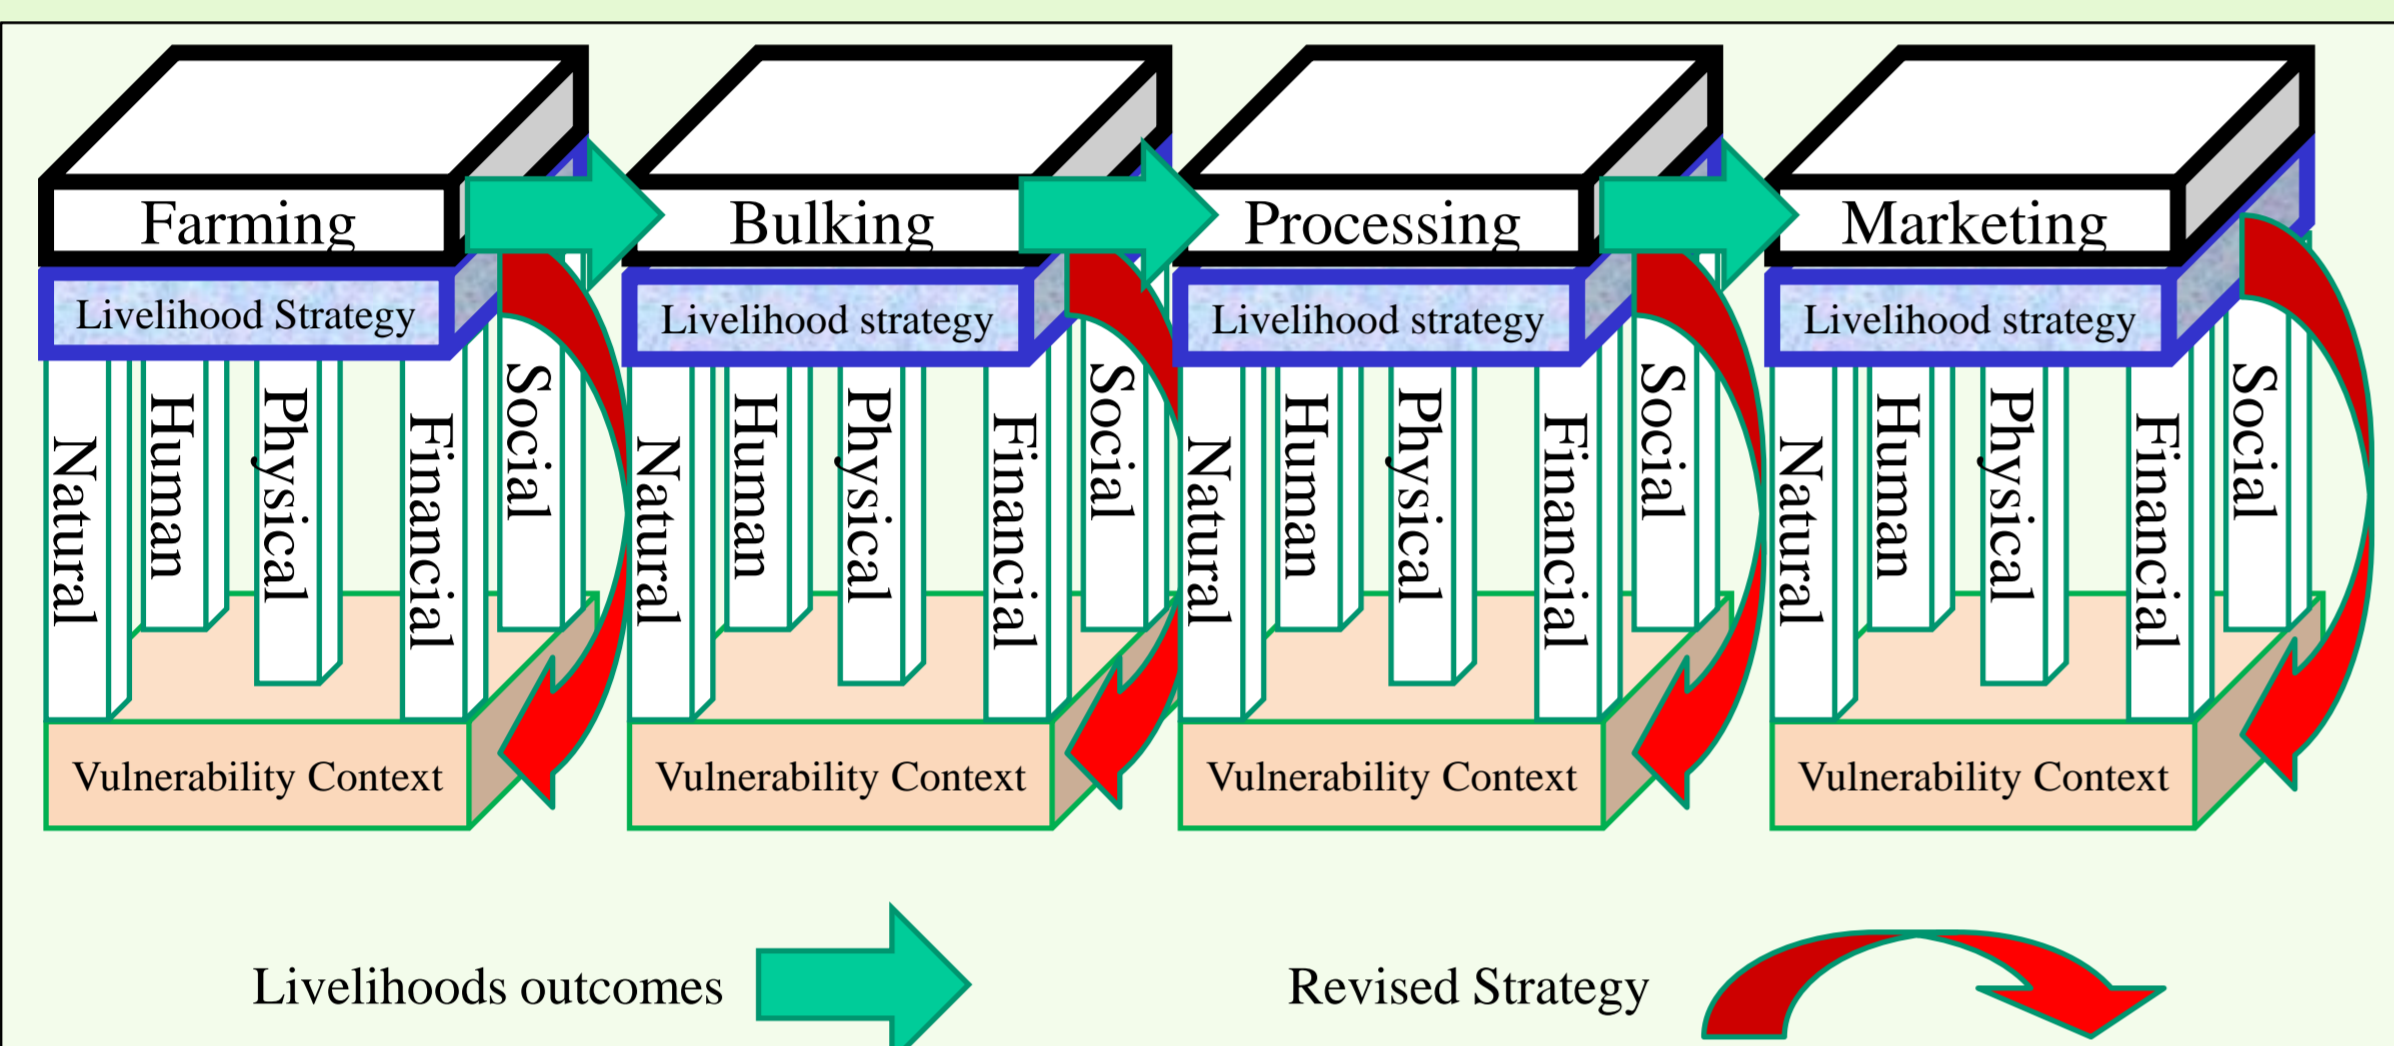 Farming
Bulking
Processing
Marketing
Livelihood Strategy
Livelihood strategy
Livelihood strategy
Livelihood strategy
Natural
Human
Physical
Financial
Social
Natural
Human
Physical
Financial
Social
Natural
Human
Physical
Financial
Social
Natural
Human
Physical
Financial
Social
Vulnerability Context
Vulnerability Context
Vulnerability Context
Vulnerability Context
Livelihoods outcomes
Revised Strategy